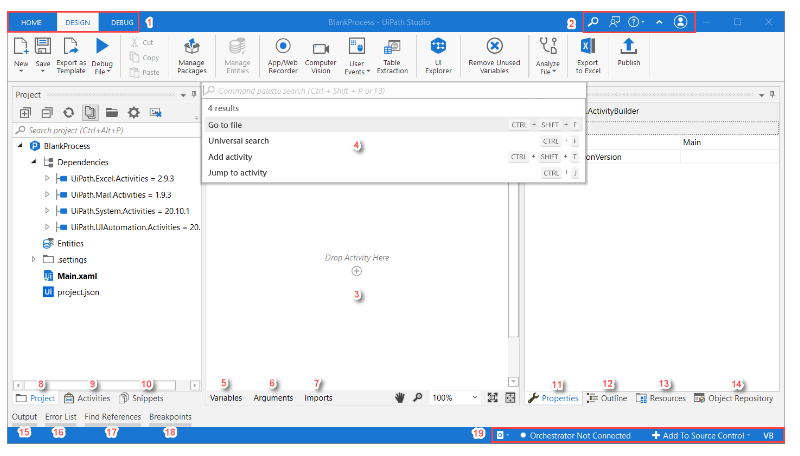 HOME DESIGN DEBUG 1 BlankProcess - UiPath Studio 2
New Save Export as Template Debug File Cut Copy Paste Manage Packages Manage Entities App/Web Recorder Computer Vision User Events Table Extraction UI Explorer Remove Unused Variables Analyze File Export to Excel Publish
Project
Command palette search (Ctrl + Shift + P or F3)
4 results
Go to file CTRL + SHIFT + F
Universal search CTRL + F
Add activity CTRL + SHIFT + T
Jump to activity CTRL + J
4
ActivityBuilder
Main
onVersion
Search project (Ctrl+Alt+P)
BlankProcess
Dependencies
UiPath.Excel.Activities = 2.9.3
UiPath.Mail.Activities = 1.9.3
UiPath.System.Activities = 20.10.1
UiPath.UIAutomation.Activities = 20.
Entities
.settings
Main.xaml
project.json
Drop Activity Here
3
8 9 10 5 6 7 11 12 13 14
Project Activities Snippets Variables Arguments Imports 100% Properties Outline Resources Object Repository
Output Error List Find References Breakpoints
15 16 17 18 19 Orchestrator Not Connected Add To Source Control VB